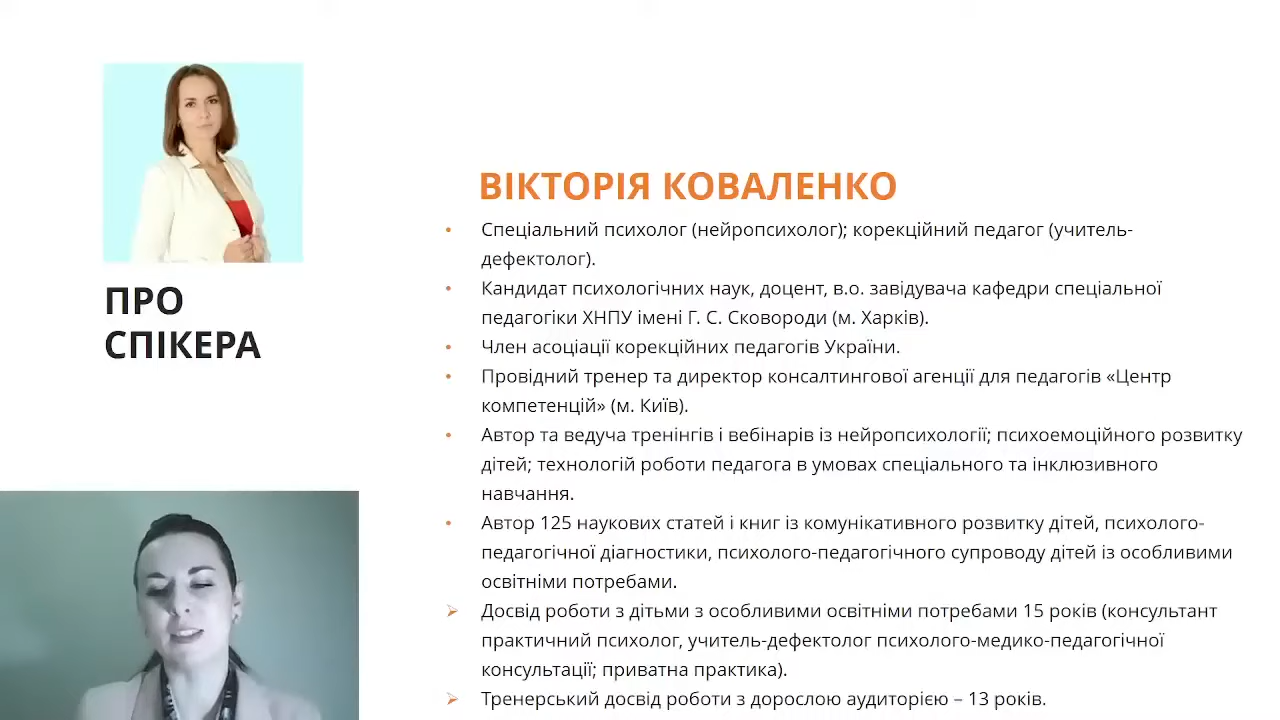 ПРО
СПІКЕРА
ВІКТОРІЯ КОВАЛЕНКО
• Спеціальний психолог (нейропсихолог); корекційний педагог (учитель-
дефектолог).
• Кандидат психологічних наук, доцент, в.о. завідувача кафедри спеціальної
педагогіки ХНПУ імені Г. С. Сковороди (м. Харків).
• Член асоціації корекційних педагогів України.
• Провідний тренер та директор консалтингової агенції для педагогів «Центр
компетенцій» (м. Київ).
• Автор та ведуча тренінгів і вебінарів із нейропсихології; психоемоційного розвитку
дітей; технологій роботи педагога в умовах спеціального та інклюзивного
навчання.
• Автор 125 наукових статей і книг із комунікативного розвитку дітей, психолого-
педагогічної діагностики, психолого-педагогічного супроводу дітей із особливими
освітніми потребами.
➢ Досвід роботи з дітьми з особливими освітніми потребами 15 років (консультант
практичний психолог, учитель-дефектолог психолого-медико-педагогічної
консультації; приватна практика).
➢ Тренерський досвід роботи з дорослою аудиторією – 13 років.